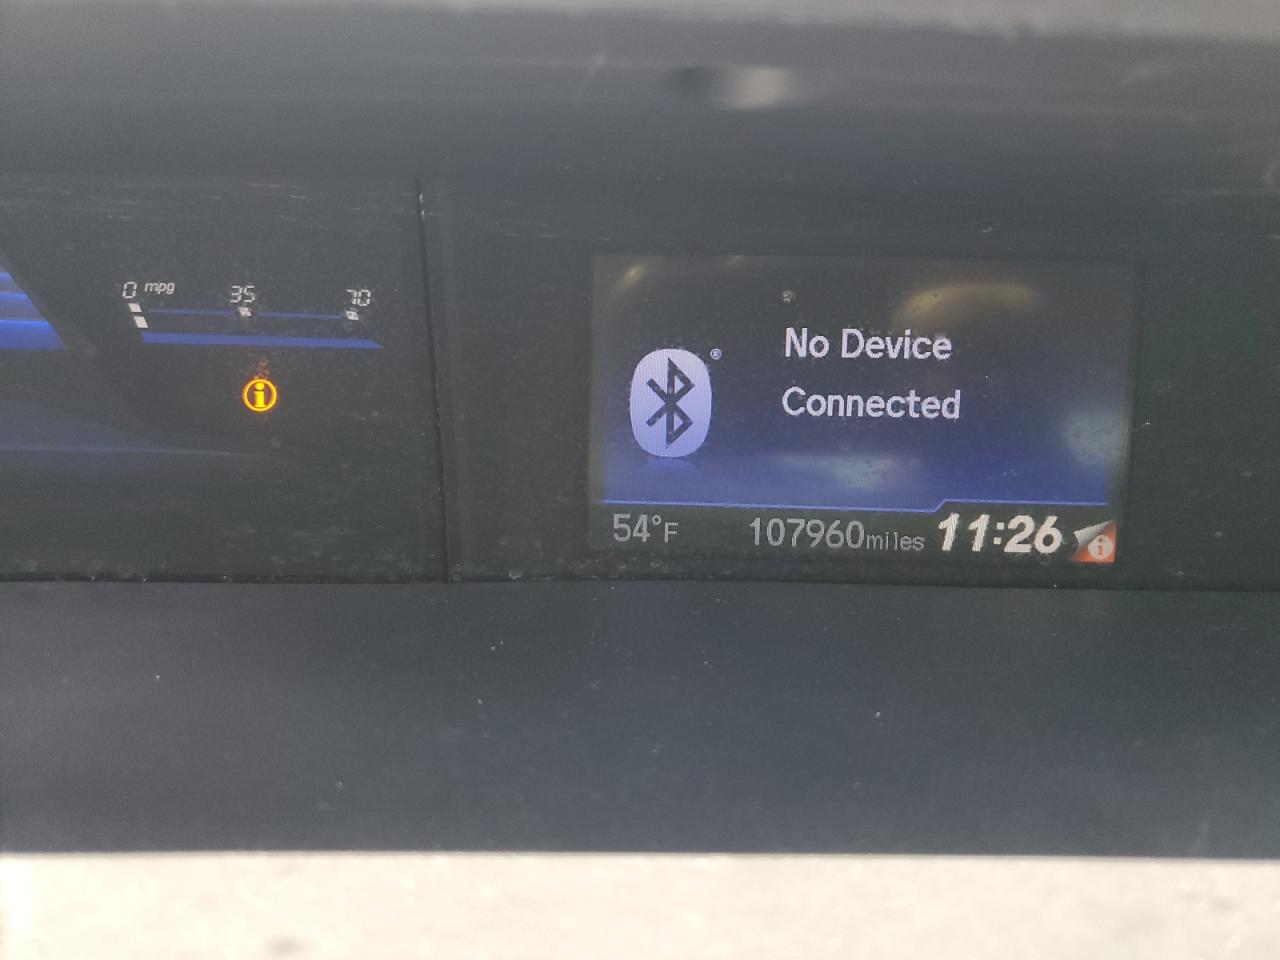 0 mpg 35 70
No Device
Connected
54°F 107960miles 11:26